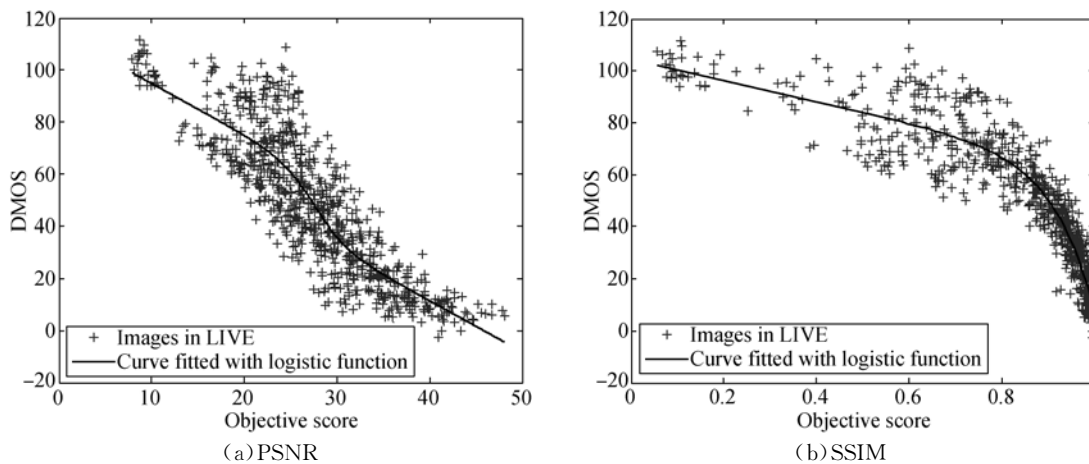 120
100
80
60
40
20
0
−20
DMOS
Images in LIVE
Curve fitted with logistic function
0 10 20 30 40 50
Objective score
(a)PSNR
120
100
80
60
40
20
0
−20
DMOS
Images in LIVE
Curve fitted with logistic function
0 0.2 0.4 0.6 0.8
Objective score
(b)SSIM